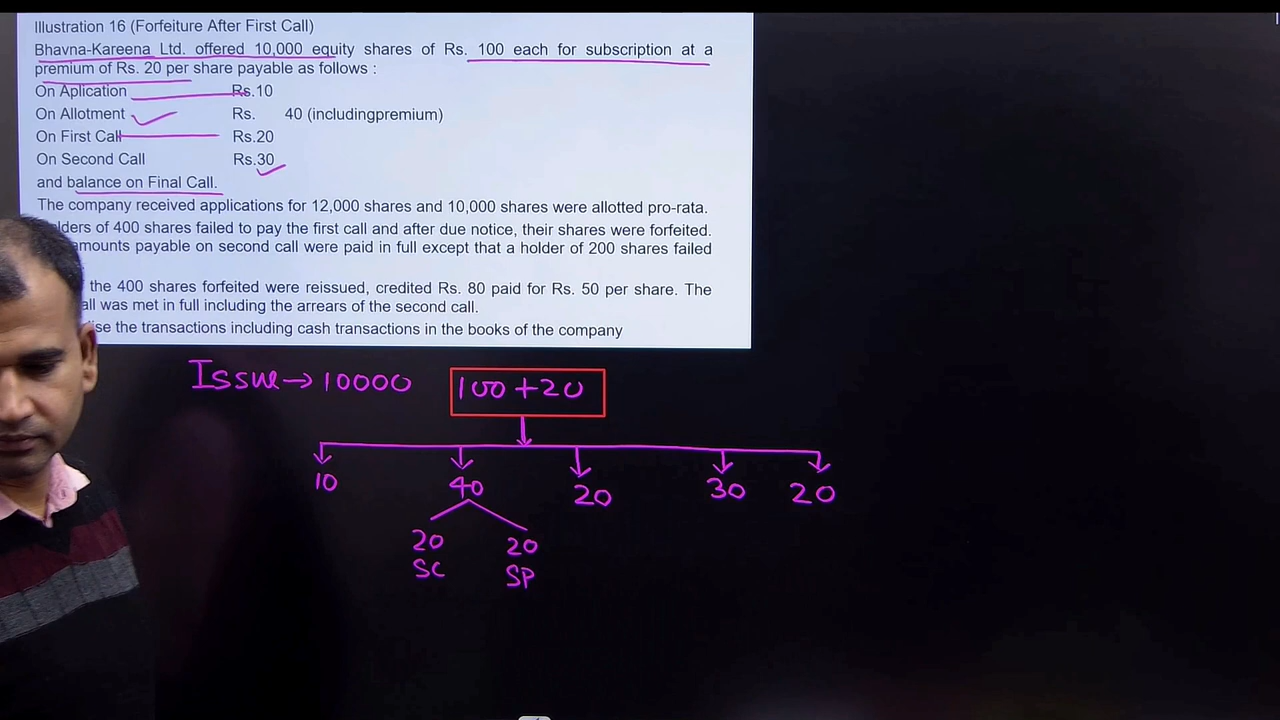 Illustration 16 (Forfeiture After First Call)
Bhavna-Kareena Ltd. offered 10,000 equity shares of Rs. 100 each for subscription at a
premium of Rs. 20 per share payable as follows :
On Aplication Rs.10
On Allotment Rs. 40 (includingpremium)
On First Call Rs.20
On Second Call Rs.30
and balance on Final Call.
The company received applications for 12,000 shares and 10,000 shares were allotted pro-rata.
of 400 shares failed to pay the first call and after due notice, their shares were forfeited.
amounts payable on second call were paid in full except that a holder of 200 shares failed
the 400 shares forfeited were reissued, credited Rs. 80 paid for Rs. 50 per share. The
was met in full including the arrears of the second call.
the transactions including cash transactions in the books of the company
Issue → 10000 100 + 20
10 40 20 30 20
20 20
SC SP